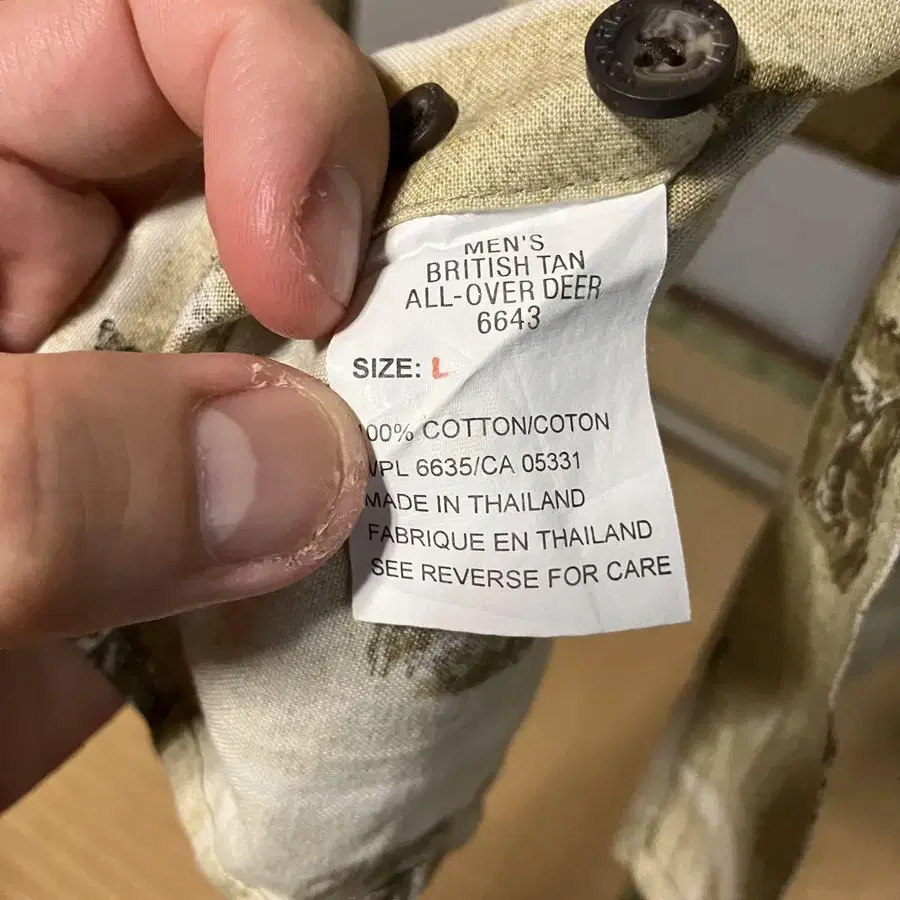 MEN'S
BRITISH TAN
ALL-OVER DEER
6643
SIZE: L
00% COTTON/COTON
PL 6635/CA 05331
MADE IN THAILAND
FABRIQUE EN THAILAND
SEE REVERSE FOR CARE